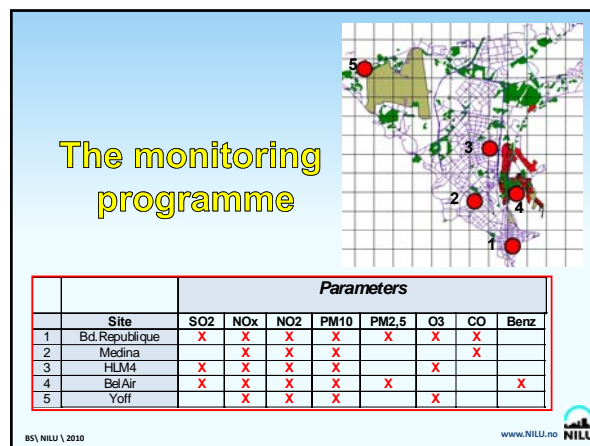 The monitoring
programme
5
3
2
4
1
Parameters
Site SO2 NOx NO2 PM10 PM2,5 O3 CO Benz
1 Bd.Republique X X X X X X X
2 Medina X X X X
3 HLM4 X X X X X
4 BelAir X X X X X X
5 Yoff X X X X
BS\ NILU \ 2010
www.NILU.no NILU